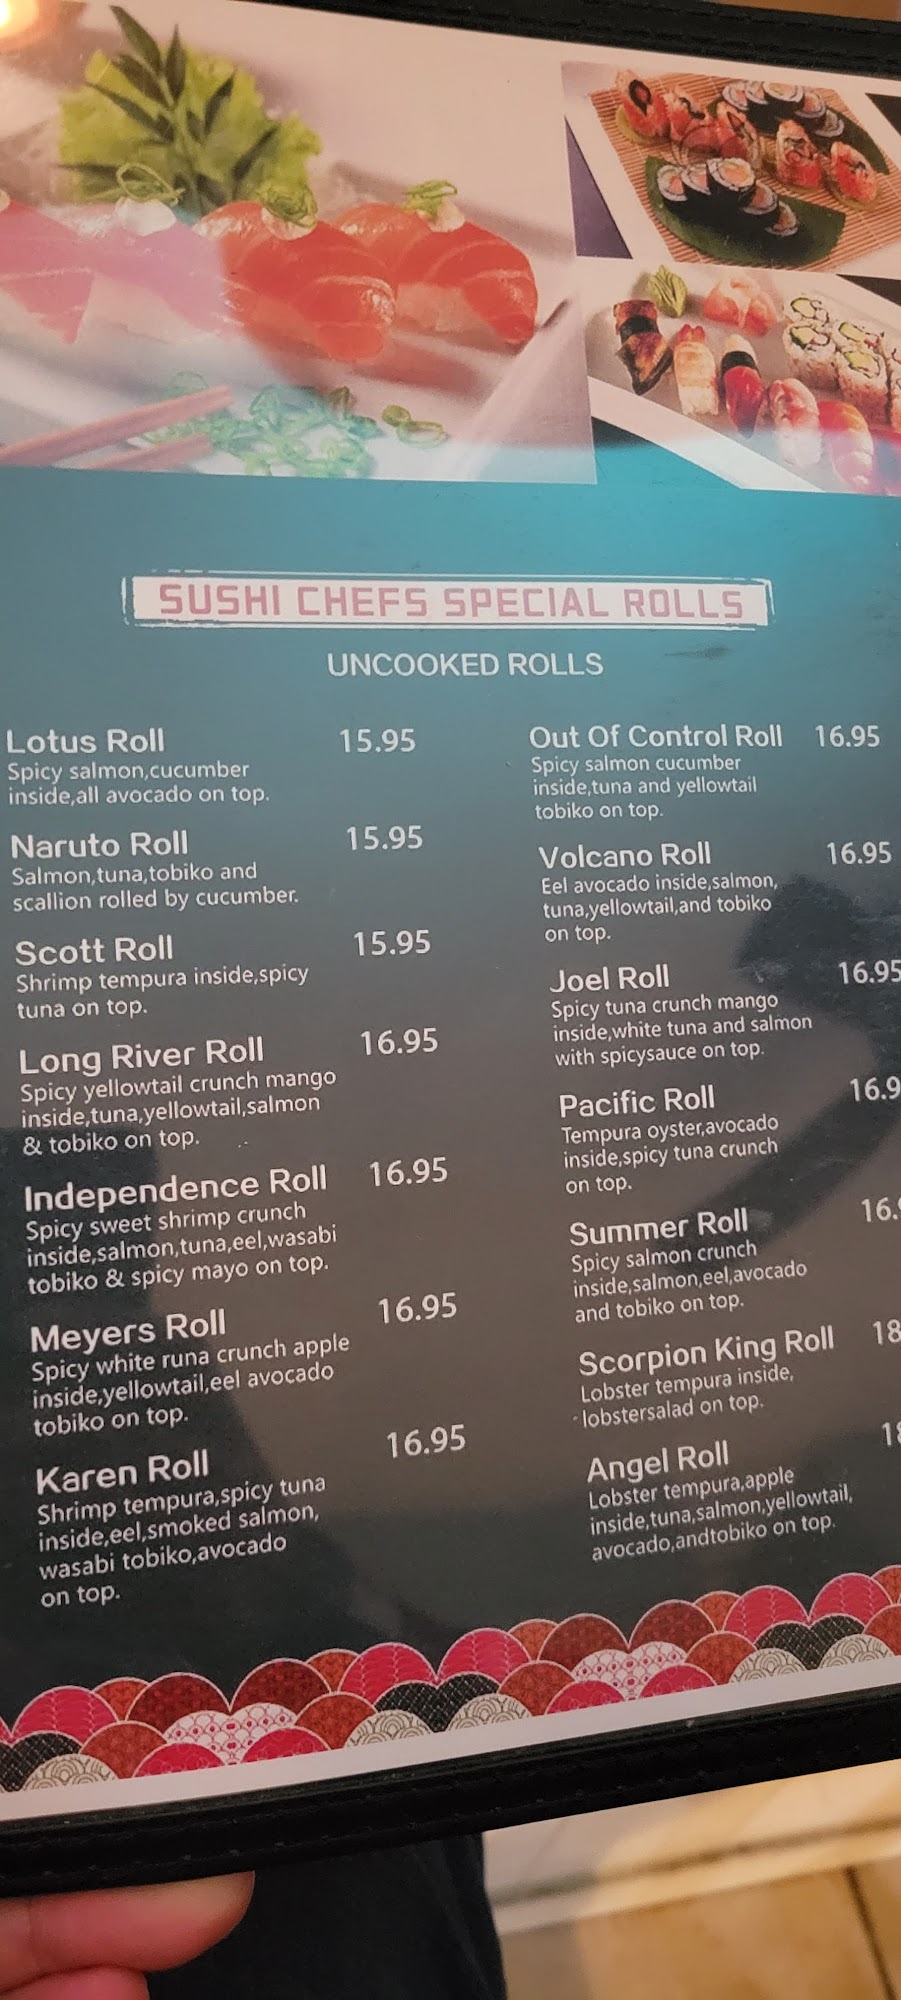 SUSHI CHEFS SPECIAL ROLLS
UNCOOKED ROLLS
Lotus Roll 15.95
Spicy salmon,cucumber
inside,all avocado on top.
Naruto Roll 15.95
Salmon,tuna,tobiko and
scallion rolled by cucumber.
Scott Roll 15.95
Shrimp tempura inside,spicy
tuna on top.
Long River Roll 16.95
Spicy yellowtail crunch mango
inside,tuna,yellowtail,salmon
& tobiko on top.
Independence Roll 16.95
Spicy sweet shrimp crunch
inside,salmon,tuna,eel,wasabi
tobiko & spicy mayo on top.
Meyers Roll 16.95
Spicy white runa crunch apple
inside,yellowtail,eel avocado
tobiko on top.
Karen Roll 16.95
Shrimp tempura,spicy tuna
inside,eel,smoked salmon,
wasabi tobiko,avocado
on top.
Out Of Control Roll 16.95
Spicy salmon cucumber
inside,tuna and yellowtail
tobiko on top.
Volcano Roll 16.95
Eel avocado inside,salmon,
tuna,yellowtail,and tobiko
on top.
Joel Roll 16.95
Spicy tuna crunch mango
inside,white tuna and salmon
with spicysauce on top.
Pacific Roll 16.9
Tempura oyster,avocado
inside,spicy tuna crunch
on top.
Summer Roll 16.
Spicy salmon crunch
inside,salmon,eel,avocado
and tobiko on top.
Scorpion King Roll 18
Lobster tempura inside,
lobstersalad on top.
Angel Roll 18
Lobster tempura,apple
inside,tuna,salmon,yellowtail,
avocado,andtobiko on top.